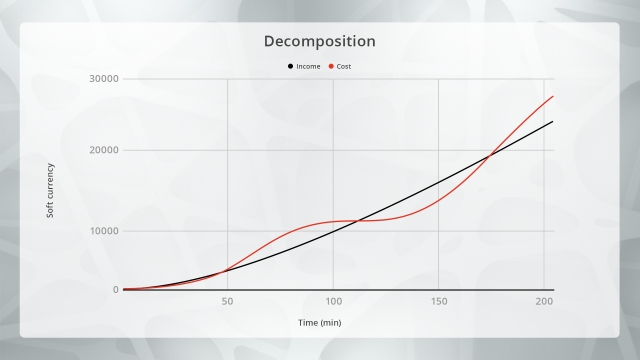 Decomposition
Income Cost
30000
20000
10000
0
Soft currency
50 100 150 200
Time (min)